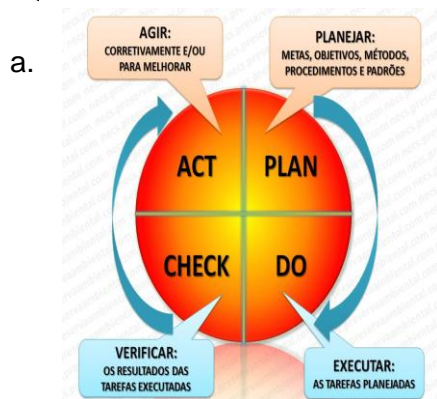 a.
AGIR:
CORRETIVAMENTE E/OU
PARA MELHORAR
PLANEJAR:
METAS, OBJETIVOS, MÉTODOS,
PROCEDIMENTOS E PADRÕES
ACT
PLAN
CHECK
DO
VERIFICAR:
OS RESULTADOS DAS
TAREFAS EXECUTADAS
EXECUTAR:
AS TAREFAS PLANEJADAS